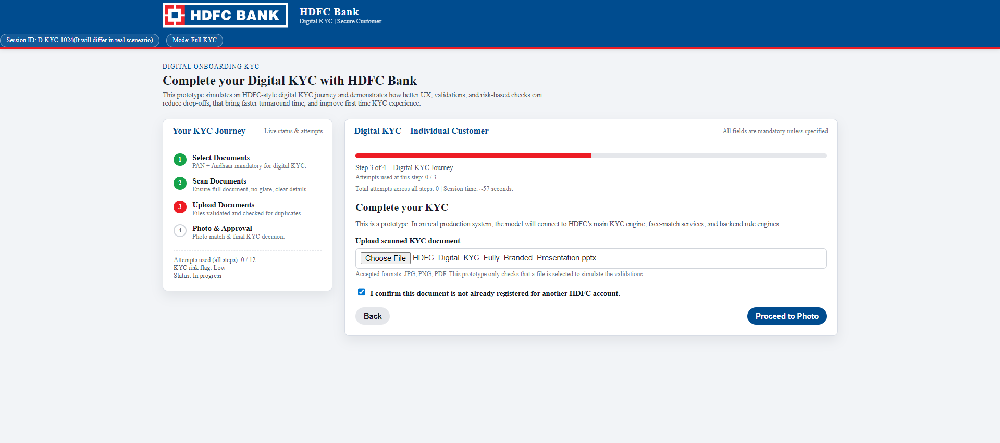 HDFC BANK
HDFC Bank
Digital KYC | Secure Customer
Session ID: D-KYC-1024(It will differ in real sceneario)
Mode: Full KYC
DIGITAL ONBOARDING KYC
Complete your Digital KYC with HDFC Bank
This prototype simulates an HDFC-style digital KYC journey and demonstrates how better UX, validations, and risk-based checks can
reduce drop-offs, that bring faster turnaround time, and improve first time KYC experience.
Your KYC Journey
Live status & attempts
1
Select Documents
PAN + Aadhaar mandatory for digital KYC.
2
Scan Documents
Ensure full document, no glare, clear details.
3
Upload Documents
Files validated and checked for duplicates.
4
Photo & Approval
Photo match & final KYC decision.
Attempts used (all steps): 0 / 12
KYC risk flag: Low
Status: In progress
Digital KYC – Individual Customer
All fields are mandatory unless specified
Step 3 of 4 – Digital KYC Journey
Attempts used at this step: 0 / 3
Total attempts across all steps: 0 | Session time: ~57 seconds.
Complete your KYC
This is a prototype. In an real production system, the model will connect to HDFC’s main KYC engine, face-match services, and backend rule engines.
Upload scanned KYC document
Choose File HDFC_Digital_KYC_Fully_Branded_Presentation.pptx
Accepted formats: JPG, PNG, PDF. This prototype only checks that a file is selected to simulate the validations.
I confirm this document is not already registered for another HDFC account.
Back
Proceed to Photo